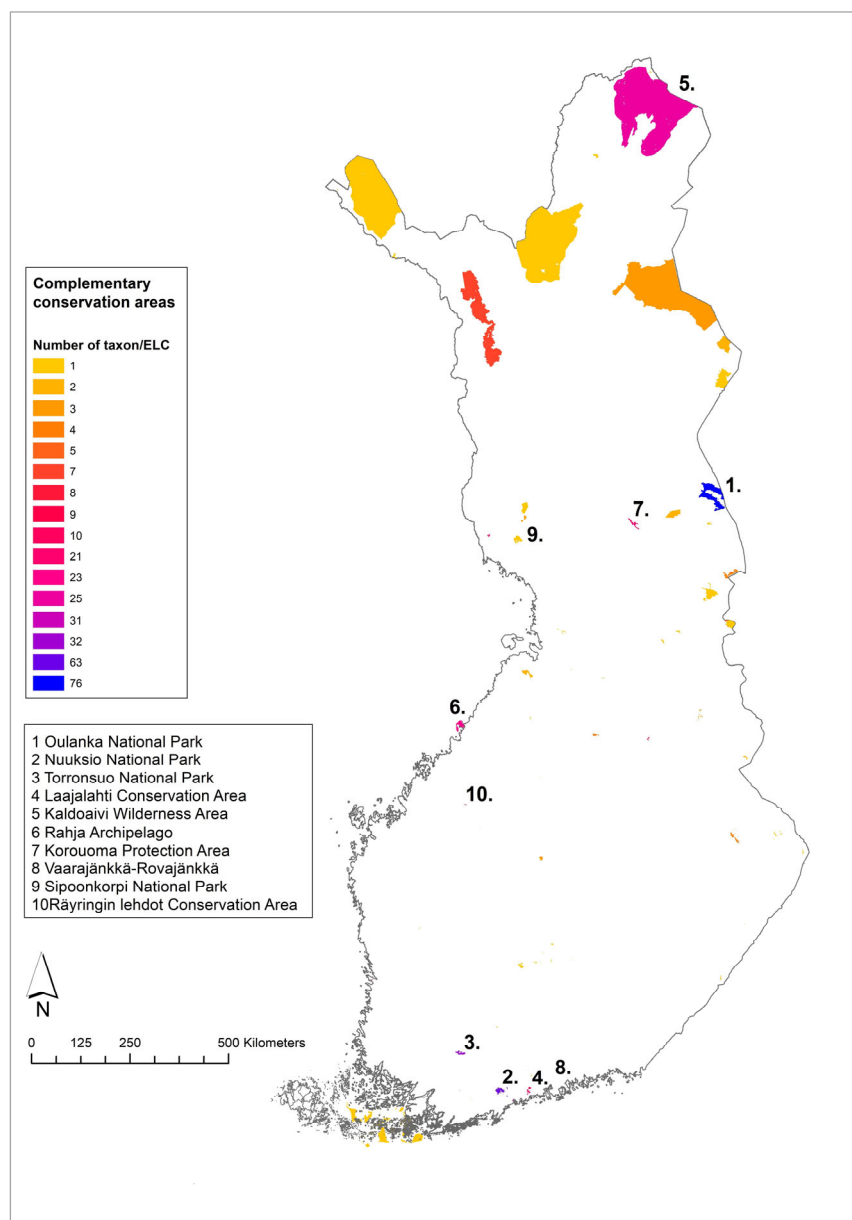 5.
Complementary
conservation areas
Number of taxon/ELC
1
2
3
4
5
7
8
9
10
21
23
25
31
32
63
76
1.
7.
9.
6.
10.
1 Oulanka National Park
2 Nuuksio National Park
3 Torronsuo National Park
4 Laajalahti Conservation Area
5 Kaldoaivi Wilderness Area
6 Rahja Archipelago
7 Korouoma Protection Area
8 Vaarajänkkä-Rovajänkkä
9 Sipoonkorpi National Park
10Räyringin lehdot Conservation Area
N
0 125 250 500 Kilometers
3.
2. 4. 8.